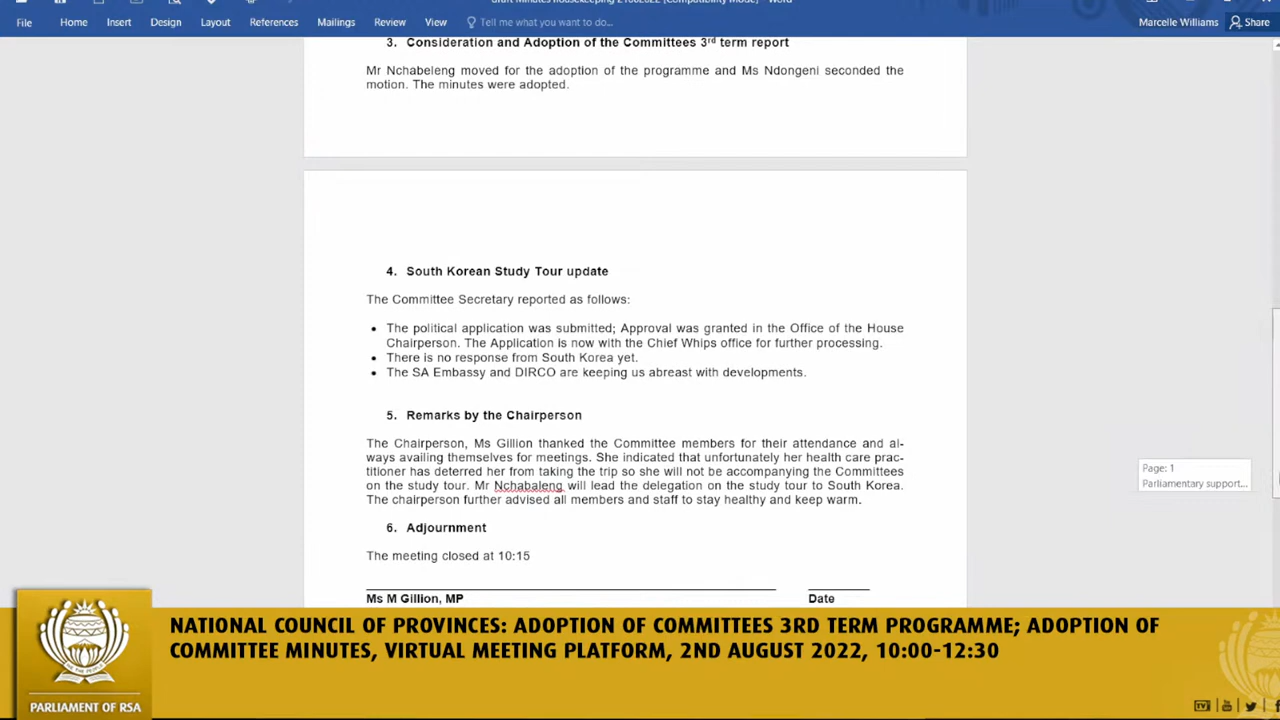 File Home Insert Design Layout References Mailings Review View Tell me what you want to do... Marcelle Williams Share
3. Consideration and Adoption of the Committees 3rd term report
Mr Nchabeleng moved for the adoption of the programme and Ms Ndongeni seconded the
motion. The minutes were adopted.
4. South Korean Study Tour update
The Committee Secretary reported as follows:
• The political application was submitted; Approval was granted in the Office of the House
Chairperson. The Application is now with the Chief Whips office for further processing.
• There is no response from South Korea yet.
• The SA Embassy and DIRCO are keeping us abreast with developments.
5. Remarks by the Chairperson
The Chairperson, Ms Gillion thanked the Committee members for their attendance and al-
ways availing themselves for meetings. She indicated that unfortunately her health care prac-
titioner has deterred her from taking the trip so she will not be accompanying the Committees
on the study tour. Mr Nchabaleng will lead the delegation on the study tour to South Korea.
The chairperson further advised all members and staff to stay healthy and keep warm.
Page: 1
Parliamentary support...
6. Adjournment
The meeting closed at 10:15
Ms M Gillion, MP Date
NATIONAL COUNCIL OF PROVINCES: ADOPTION OF COMMITTEES 3RD TERM PROGRAMME; ADOPTION OF
COMMITTEE MINUTES, VIRTUAL MEETING PLATFORM, 2ND AUGUST 2022, 10:00-12:30
PARLIAMENT OF RSA